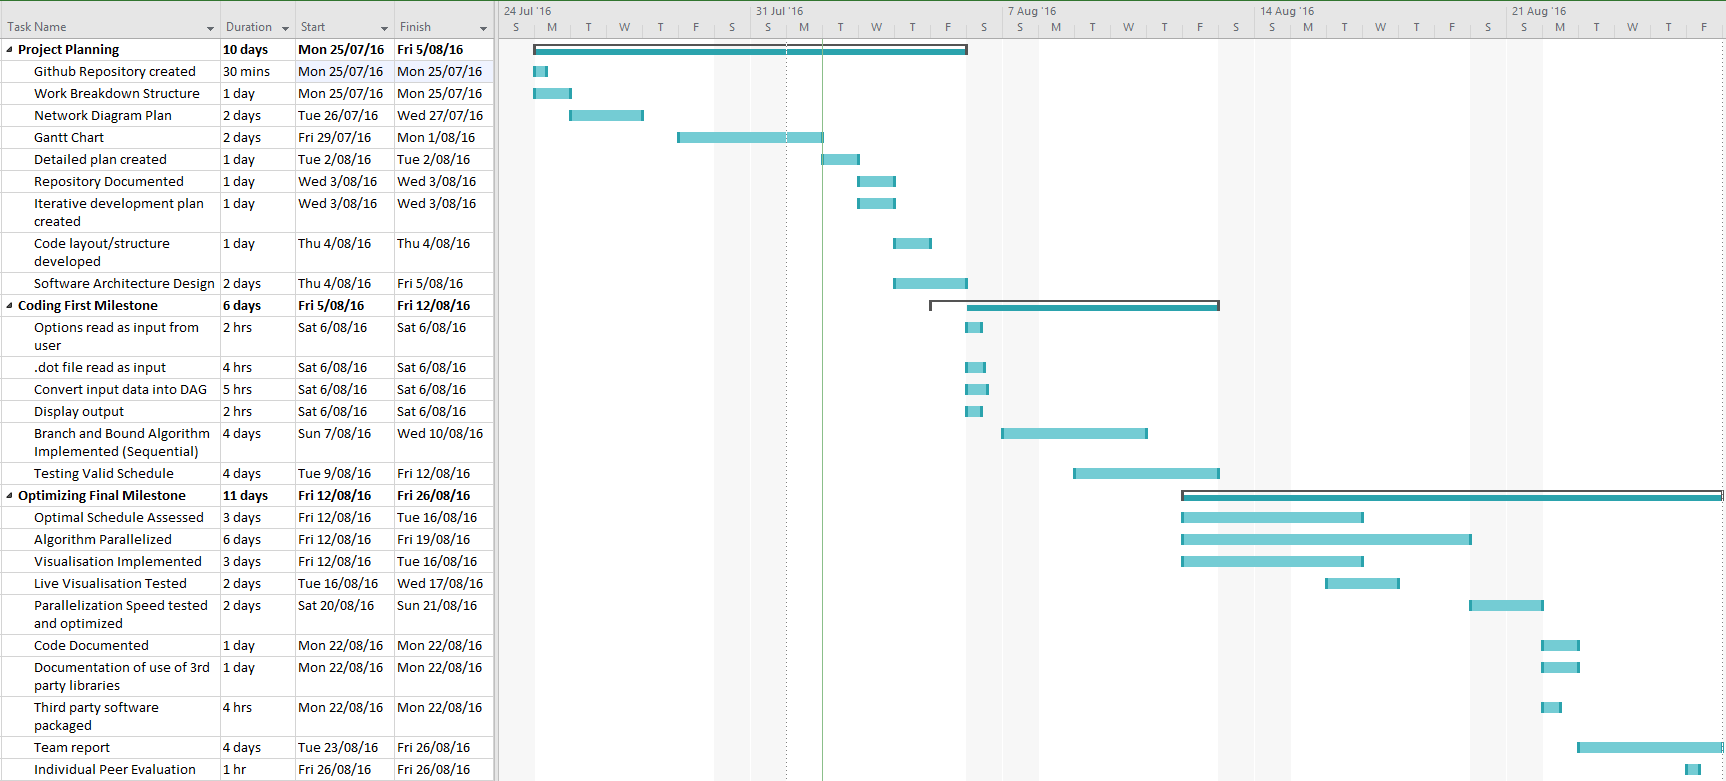 24 Jul '16 31 Jul '16 7 Aug '16 14 Aug '16 21 Aug '16
Task Name Duration Start Finish S M T W T F S S M T W T F S S M T W T F S S M T W T F S S M T W T F
Project Planning 10 days Mon 25/07/16 Fri 5/08/16
Github Repository created 30 mins Mon 25/07/16 Mon 25/07/16
Work Breakdown Structure 1 day Mon 25/07/16 Mon 25/07/16
Network Diagram Plan 2 days Tue 26/07/16 Wed 27/07/16
Gantt Chart 2 days Fri 29/07/16 Mon 1/08/16
Detailed plan created 1 day Tue 2/08/16 Tue 2/08/16
Repository Documented 1 day Wed 3/08/16 Wed 3/08/16
Iterative development plan 1 day Wed 3/08/16 Wed 3/08/16
created
Code layout/structure 1 day Thu 4/08/16 Thu 4/08/16
developed
Software Architecture Design 2 days Thu 4/08/16 Fri 5/08/16
Coding First Milestone 6 days Fri 5/08/16 Fri 12/08/16
Options read as input from 2 hrs Sat 6/08/16 Sat 6/08/16
user
.dot file read as input 4 hrs Sat 6/08/16 Sat 6/08/16
Convert input data into DAG 5 hrs Sat 6/08/16 Sat 6/08/16
Display output 2 hrs Sat 6/08/16 Sat 6/08/16
Branch and Bound Algorithm 4 days Sun 7/08/16 Wed 10/08/16
Implemented (Sequential)
Testing Valid Schedule 4 days Tue 9/08/16 Fri 12/08/16
Optimizing Final Milestone 11 days Fri 12/08/16 Fri 26/08/16
Optimal Schedule Assessed 3 days Fri 12/08/16 Tue 16/08/16
Algorithm Parallelized 6 days Fri 12/08/16 Fri 19/08/16
Visualisation Implemented 3 days Fri 12/08/16 Tue 16/08/16
Live Visualisation Tested 2 days Tue 16/08/16 Wed 17/08/16
Parallelization Speed tested 2 days Sat 20/08/16 Sun 21/08/16
and optimized
Code Documented 1 day Mon 22/08/16 Mon 22/08/16
Documentation of use of 3rd 1 day Mon 22/08/16 Mon 22/08/16
party libraries
Third party software 4 hrs Mon 22/08/16 Mon 22/08/16
packaged
Team report 4 days Tue 23/08/16 Fri 26/08/16
Individual Peer Evaluation 1 hr Fri 26/08/16 Fri 26/08/16